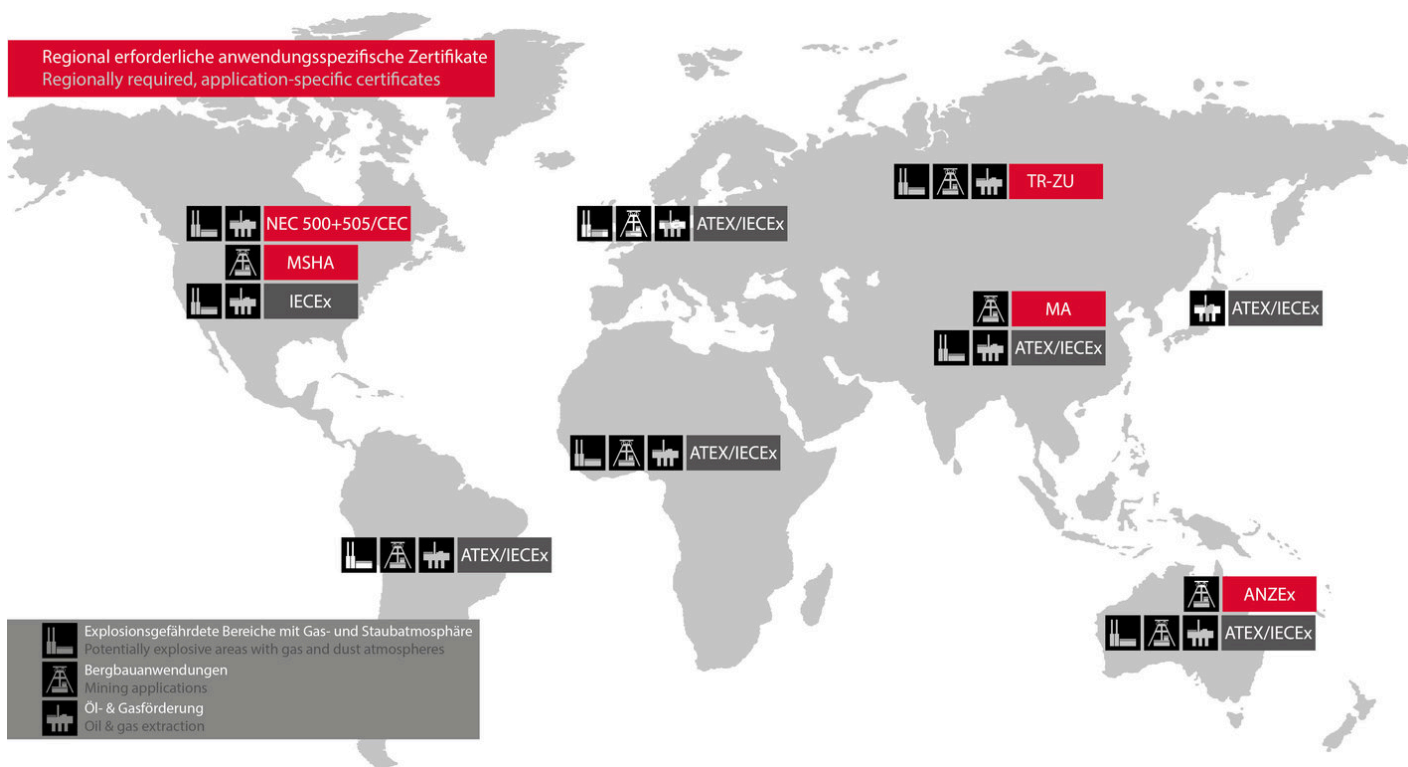 Regional erforderliche anwendungsspezifische Zertifikate
Regionally required, application-specific certificates
TR-ZU
NEC 500+505/CEC
ATEX/IECEx
MSHA
IECEx
MA
ATEX/IECEx
ATEX/IECEx
ATEX/IECEx
ATEX/IECEx
ANZEx
ATEX/IECEx
Explosionsgefährdete Bereiche mit Gas- und Staubatmosphäre
Potentially explosive areas with gas and dust atmospheres
Bergbauanwendungen
Mining applications
Öl- & Gasförderung
Oil & gas extraction